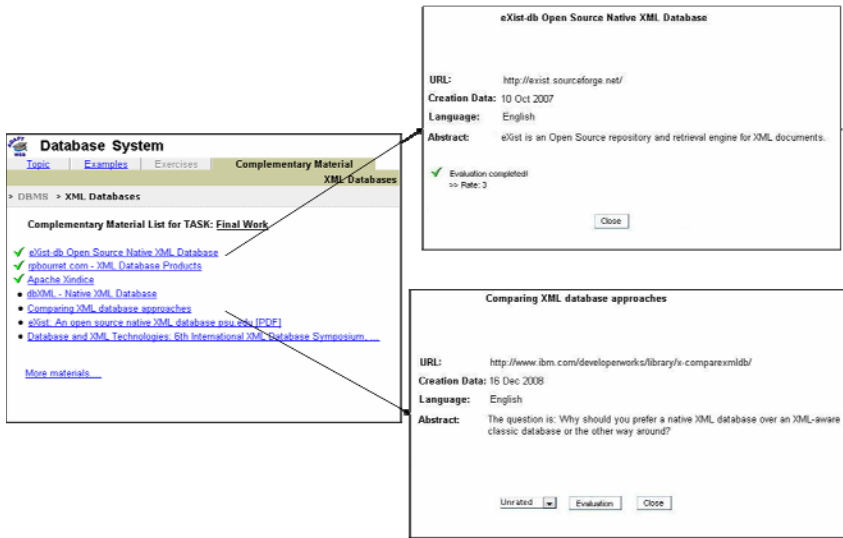 Database System
Topic Examples Exercises Complementary Material
XML Databases
> DBMS > XML Databases
Complementary Material List for TASK: Final Work
eXist-db Open Source Native XML Database
rpbourret.com - XML Database Products
Apache Xindice
dbXML - Native XML Database
Comparing XML database approaches
eXist: An open source native XML database psu.edu [PDF]
Database and XML Technologies: 6th International XML Database Symposium, ...
More materials....
eXist-db Open Source Native XML Database
URL: http://exist.sourceforge.net/
Creation Data: 10 Oct 2007
Language: English
Abstract: eXist is an Open Source repository and retrieval engine for XML documents.
Evaluation completed!
>> Rate: 3
Close
Comparing XML database approaches
URL: http://www.ibm.com/developerworks/library/x-comparexmldb/
Creation Data: 16 Dec 2008
Language: English
Abstract: The question is: Why should you prefer a native XML database over an XML-aware
classic database or the other way around?
Unrated Evaluation Close